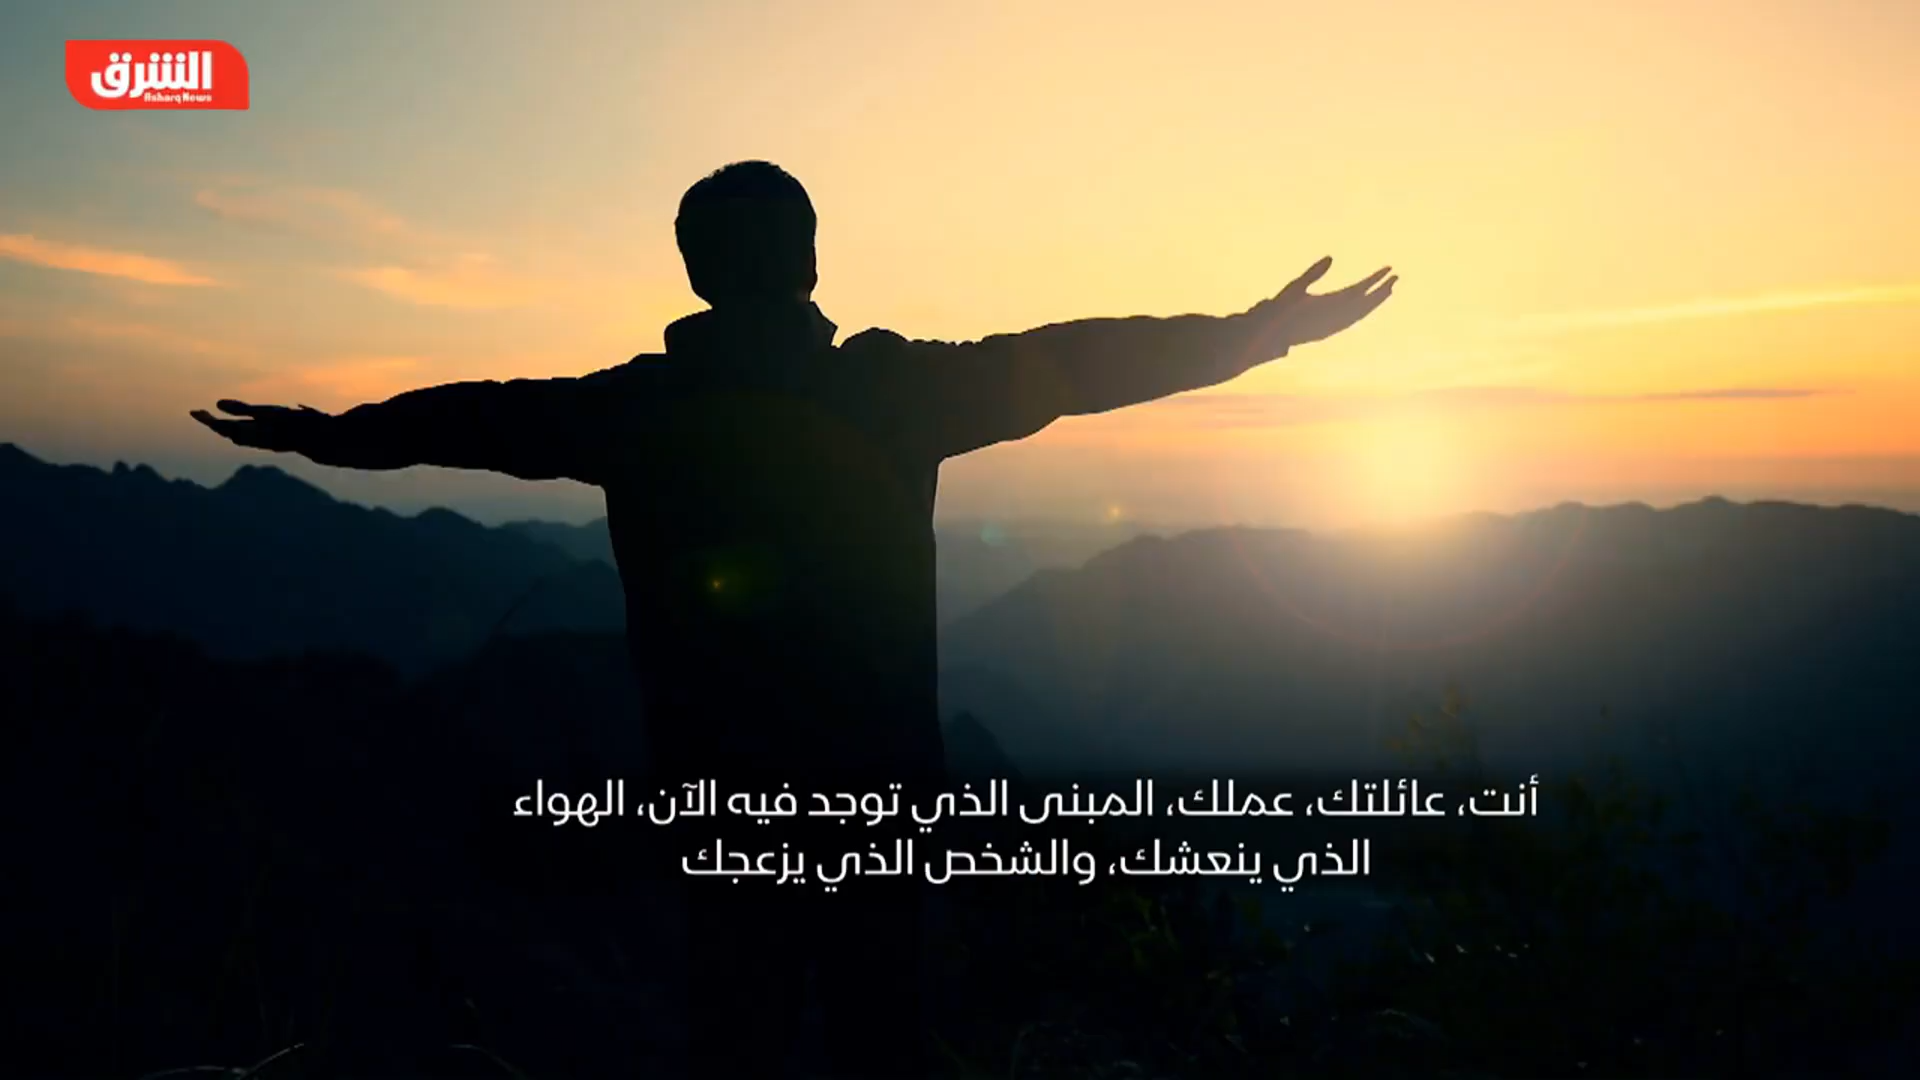 الشرق
Asharq News
أنت، عائلتك، عملك، المبنى الذي توجد فيه الآن، الهواء
الذي ينعشك، والشخص الذي يزعجك